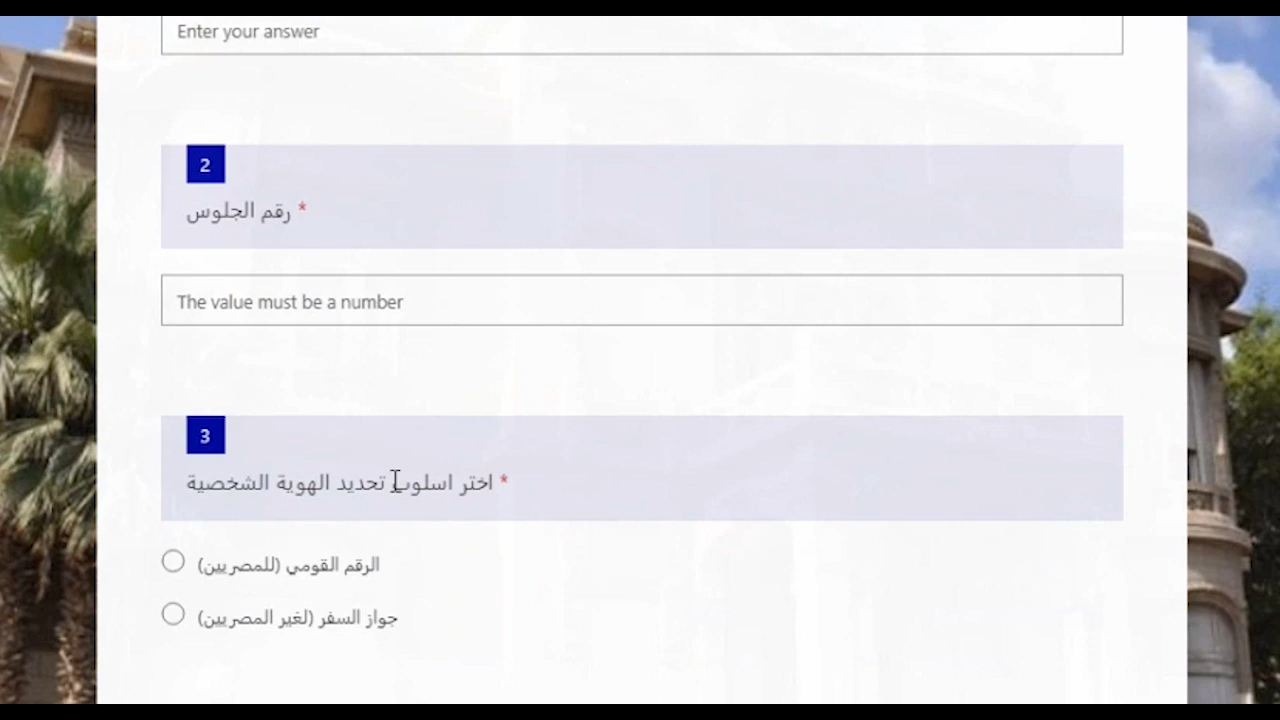 Enter your answer
2
رقم الجلوس *
The value must be a number
3
اختر اسلوب تحديد الهوية الشخصية *
الرقم القومي (للمصريين)
جواز السفر (لغير المصريين)